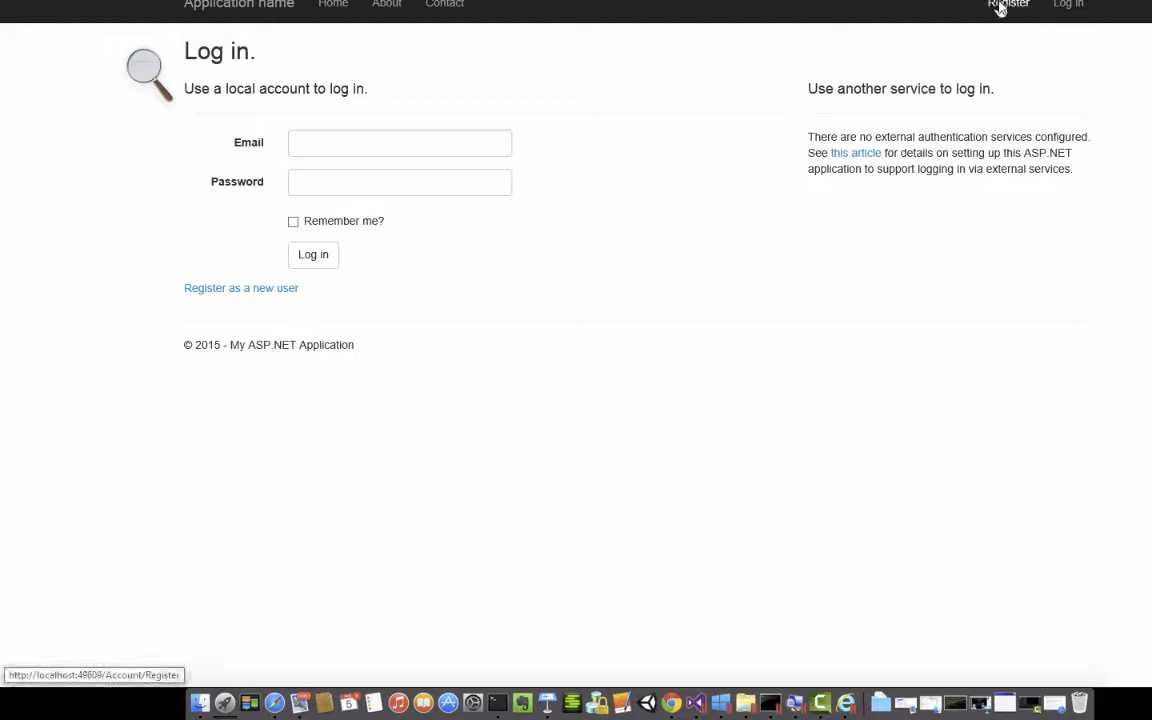 Application name Home About Contact Register Log in
Log in.
Use a local account to log in.
Email
Password
Remember me?
Log in
Register as a new user
Use another service to log in.
There are no external authentication services configured.
See this article for details on setting up this ASP.NET
application to support logging in via external services.
© 2015 - My ASP.NET Application
http://localhost:49609/Account/Register
5